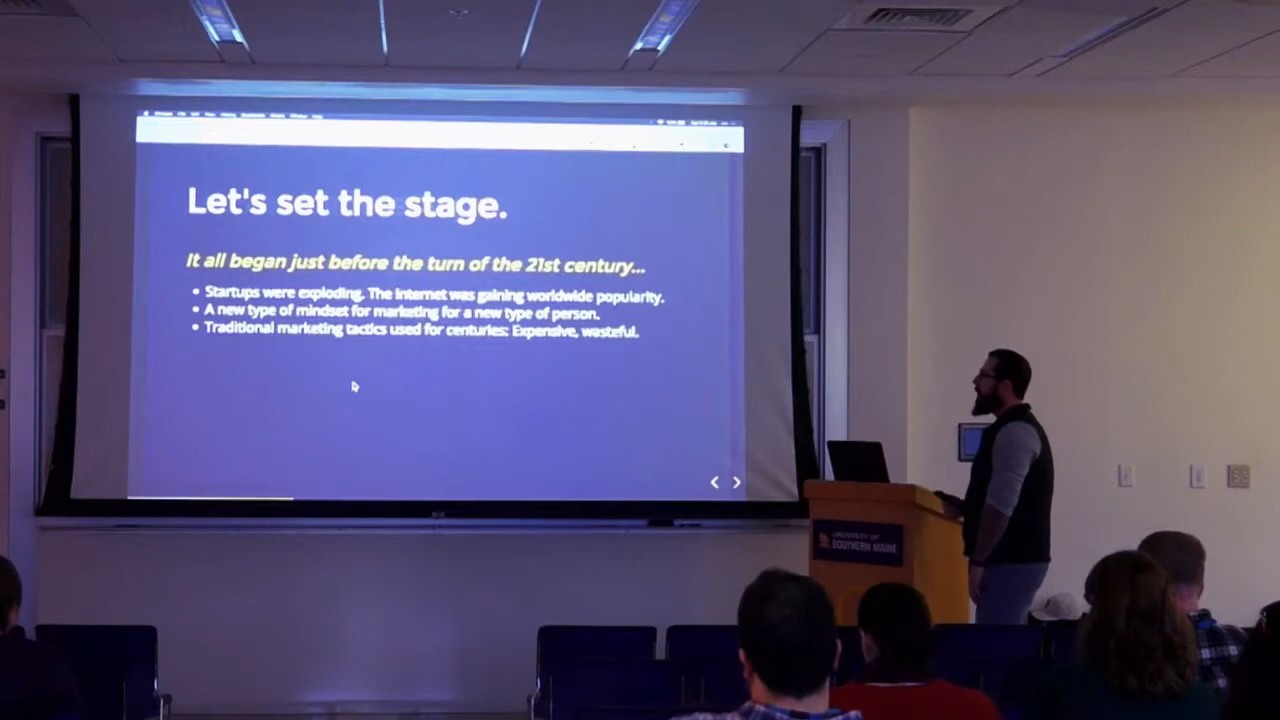 Let's set the stage.
It all began just before the turn of the 21st century...
• Startups were exploding. The internet was gaining worldwide popularity.
• A new type of mindset for marketing for a new type of person.
• Traditional marketing tactics used for centuries: Expensive, wasteful.
UNIVERSITY OF
SOUTHERN MAINE